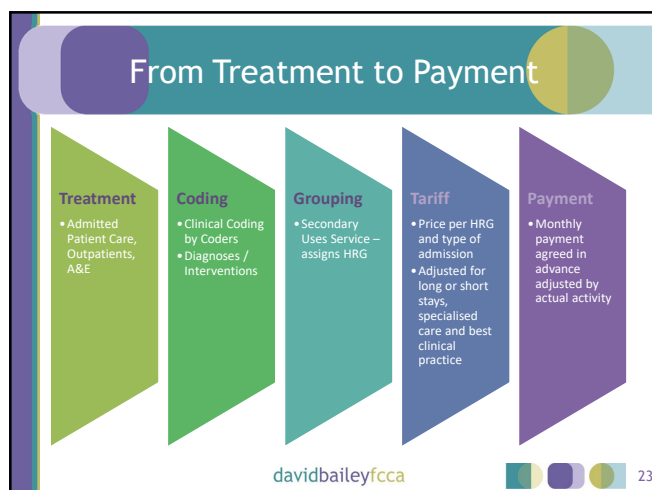 From Treatment to Payment
Treatment
•Admitted
Patient Care,
Outpatients,
A&E
Coding
•Clinical Coding
by Coders
•Diagnoses /
Interventions
Grouping
•Secondary
Uses Service –
assigns HRG
Tariff
•Price per HRG
and type of
admission
•Adjusted for
long or short
stays,
specialised
care and best
clinical
practice
Payment
•Monthly
payment
agreed in
advance
adjusted by
actual activity
davidbaileyfcca
23